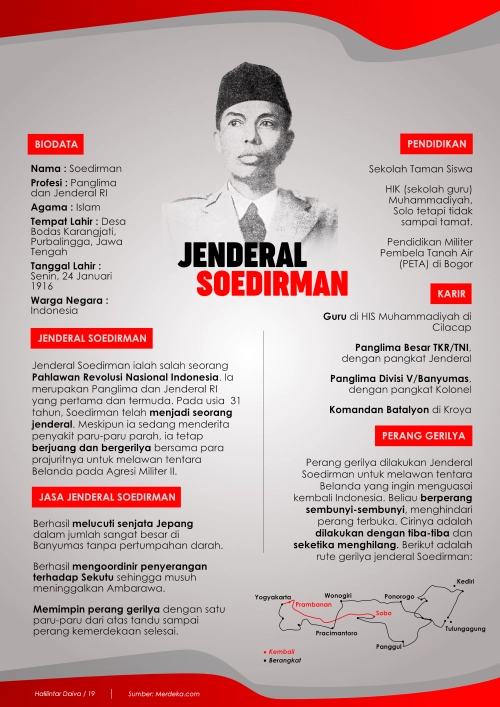 JENDERAL
SOEDIRMAN
BIODATA
Nama : Soedirman
Profesi : Panglima
dan Jenderal RI
Agama : Islam
Tempat Lahir : Desa
Bodas Karangjati,
Purbalingga, Jawa
Tengah
Tanggal Lahir :
Senin, 24 Januari
1916
Warga Negara :
Indonesia
JENDERAL SOEDIRMAN
Jenderal Soedirman ialah salah seorang
Pahlawan Revolusi Nasional Indonesia. Ia
merupakan Panglima dan Jenderal RI
yang pertama dan termuda. Pada usia 31
tahun, Soedirman telah menjadi seorang
jenderal. Meskipun ia sedang menderita
penyakit paru-paru parah, ia tetap
berjuang dan bergerilya bersama para
prajuritnya untuk melawan tentara
Belanda pada Agresi Militer II.
JASA JENDERAL SOEDIRMAN
Berhasil melucuti senjata Jepang
dalam jumlah sangat besar di
Banyumas tanpa pertumpahan darah.
Berhasil mengoordinir penyerangan
terhadap Sekutu sehingga musuh
meninggalkan Ambarawa.
Memimpin perang gerilya dengan satu
paru-paru dari atas tandu sampai
perang kemerdekaan selesai.
PENDIDIKAN
Sekolah Taman Siswa
HIK (sekolah guru)
Muhammadiyah,
Solo tetapi tidak
sampai tamat.
Pendidikan Militer
Pembela Tanah Air
(PETA) di Bogor
KARIR
Guru di HIS Muhammadiyah di
Cilacap
Panglima Besar TKR/TNI,
dengan pangkat Jenderal
Panglima Divisi V/Banyumas,
dengan pangkat Kolonel
Komandan Batalyon di Kroya
PERANG GERILYA
Perang gerilya dilakukan Jenderal
Soedirman untuk melawan tentara
Belanda yang ingin menguasai
kembali Indonesia. Beliau berperang
sembunyi-sembunyi, menghindari
perang terbuka. Cirinya adalah
dilakukan dengan tiba-tiba dan
seketika menghilang. Berikut adalah
rute gerilya jenderal Soedirman:
Kediri
Yogyakarta
Wonogiri
Ponorogo
Prambanan
Sobo
Tulungagung
Pracimantoro
Panggul
• Kembali
• Berangkat
Halilintar Daiva / 19
Sumber: Merdeka.com